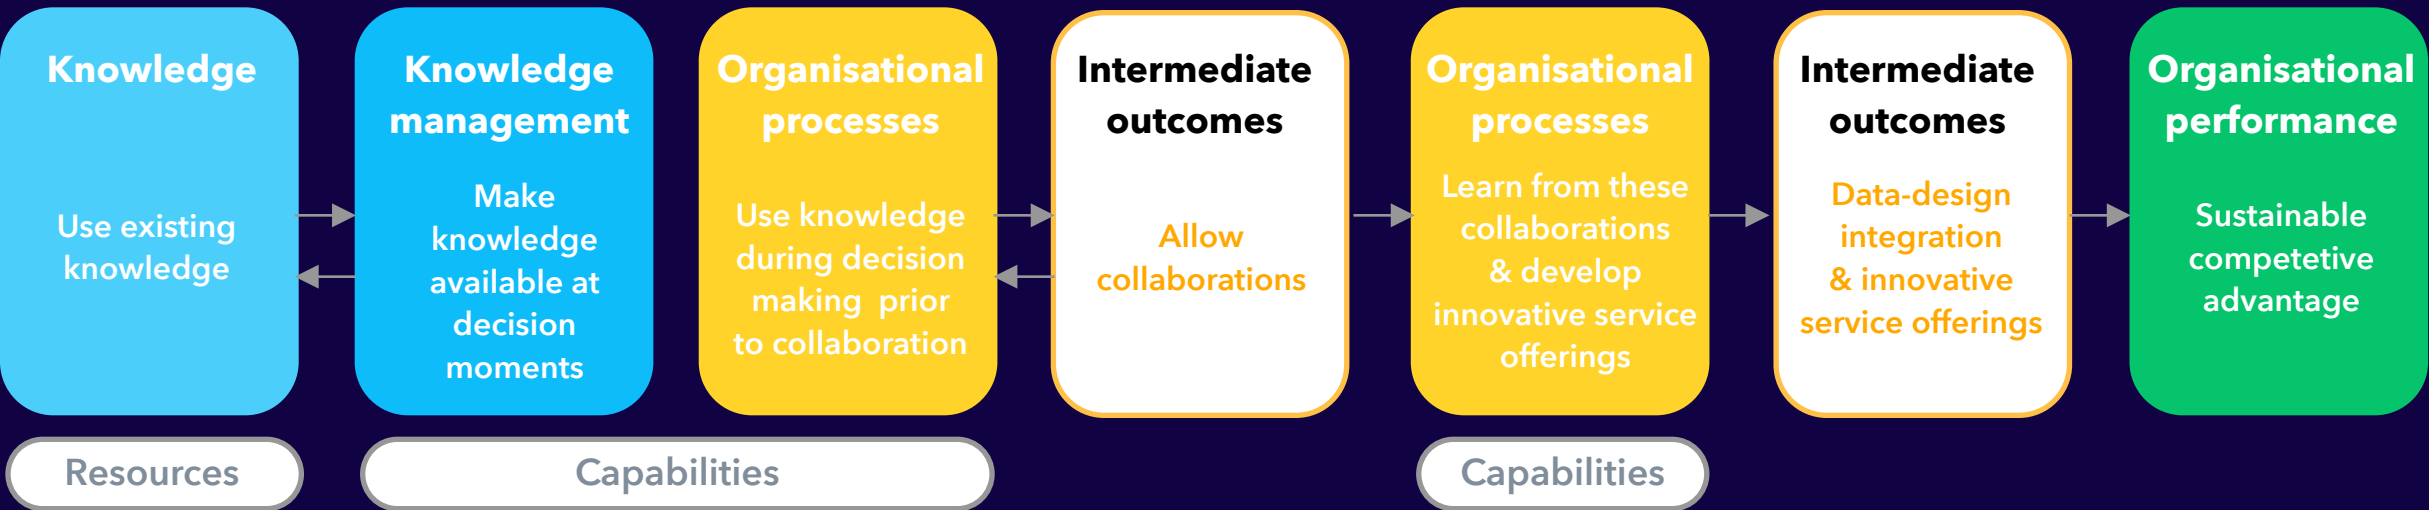 Knowledge
Use existing
knowledge
Knowledge
management
Make
knowledge
available at
decision
moments
Organisational
processes
Use knowledge
during decision
making prior
to collaboration
Intermediate
outcomes
Allow
collaborations
Organisational
processes
Learn from these
collaborations
& develop
innovative service
offerings
Intermediate
outcomes
Data-design
integration
& innovative
service offerings
Organisational
performance
Sustainable
competetive
advantage
Resources
Capabilities
Capabilities